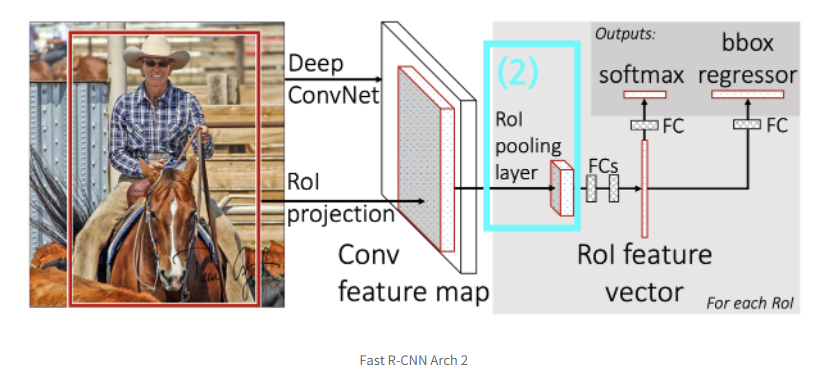 Deep
ConvNet
RoI
projection
Conv
feature map
(2)
RoI
pooling
layer
FCs
Outputs:
softmax
bbox
regressor
FC
FC
RoI feature
vector
For each RoI
Fast R-CNN Arch 2